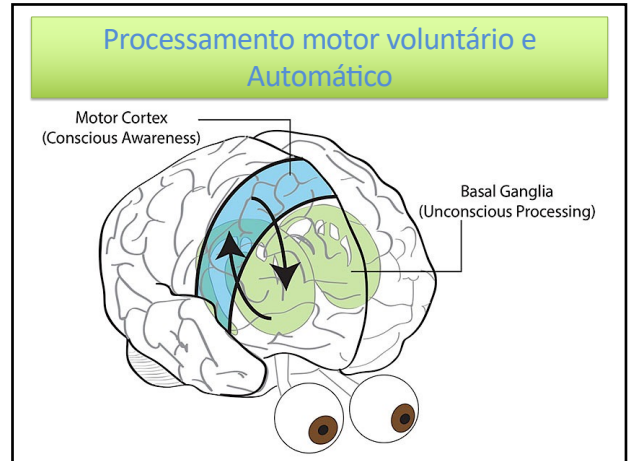 Processamento motor voluntário e
Automático
Motor Cortex
(Conscious Awareness)
Basal Ganglia
(Unconscious Processing)